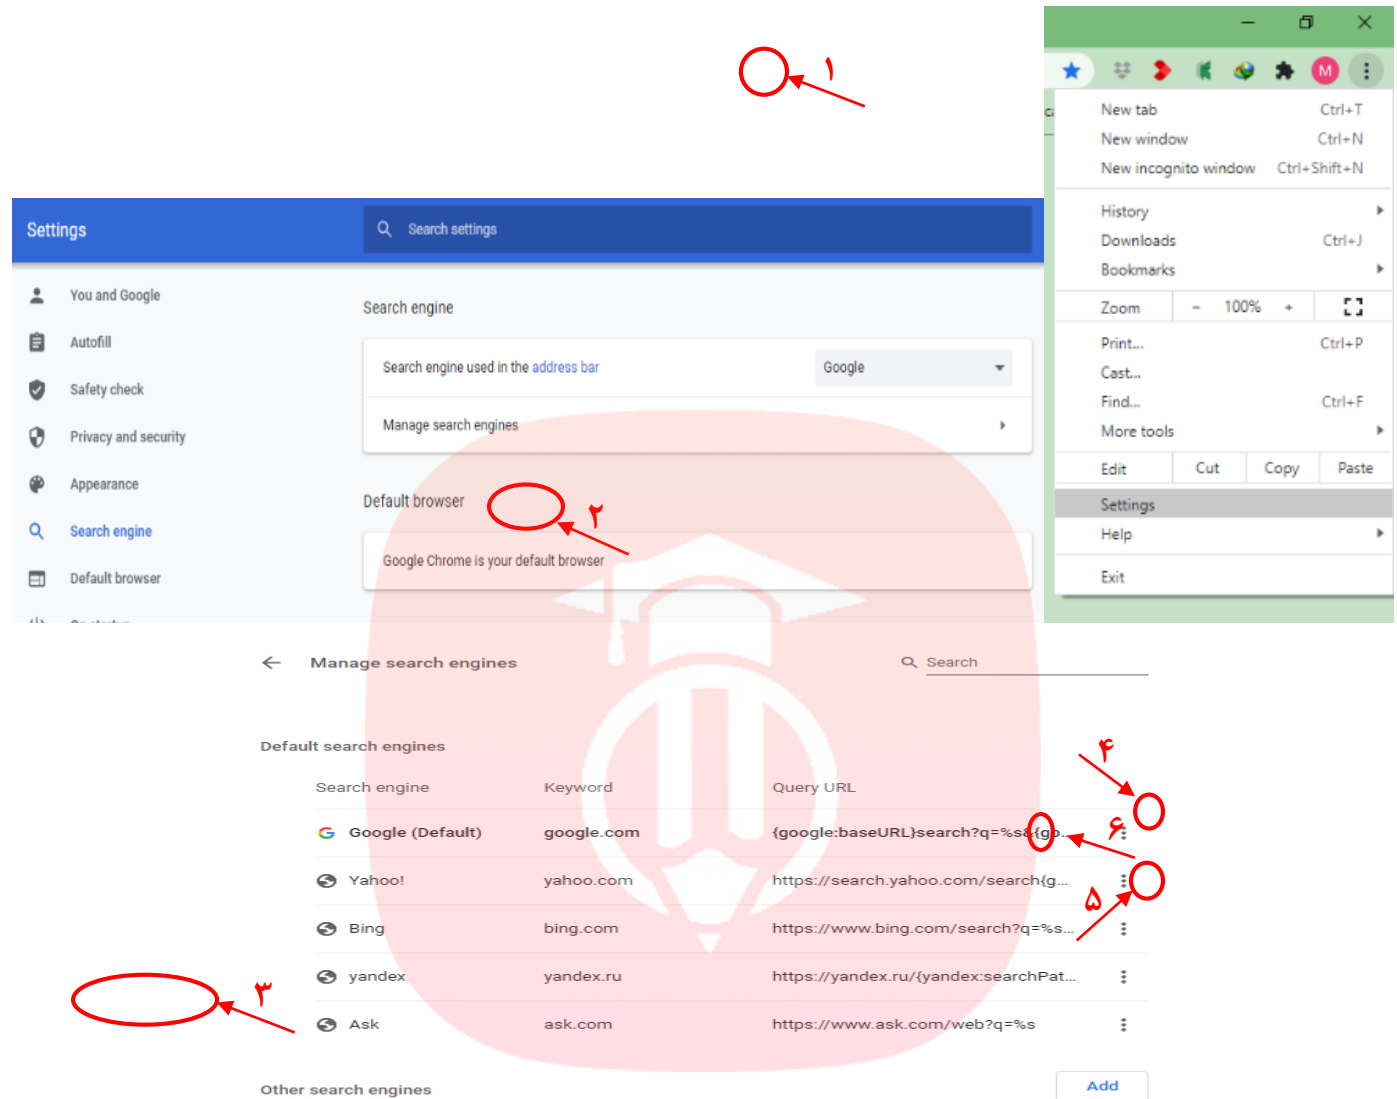 ۱
M
New tab Ctrl+T
New window Ctrl+N
New incognito window Ctrl+Shift+N
History
Downloads Ctrl+J
Bookmarks
Zoom - 100% +
Print... Ctrl+P
Cast...
Find... Ctrl+F
More tools
Edit Cut Copy Paste
Settings
Help
Exit
Settings
Search settings
You and Google
Autofill
Safety check
Privacy and security
Appearance
Search engine
Default browser
Search engine
Search engine used in the address bar Google
Manage search engines
Default browser
۲
Google Chrome is your default browser
Manage search engines Search
Default search engines
۴
Search engine Keyword Query URL
Google (Default) google.com {google:baseURL}search?q=%s&{go...
۶
Yahoo! yahoo.com https://search.yahoo.com/search{g...
۵
Bing bing.com https://www.bing.com/search?q=%s...
yandex yandex.ru https://yandex.ru/{yandex:searchPat...
۳
Ask ask.com https://www.ask.com/web?q=%s
Other search engines Add